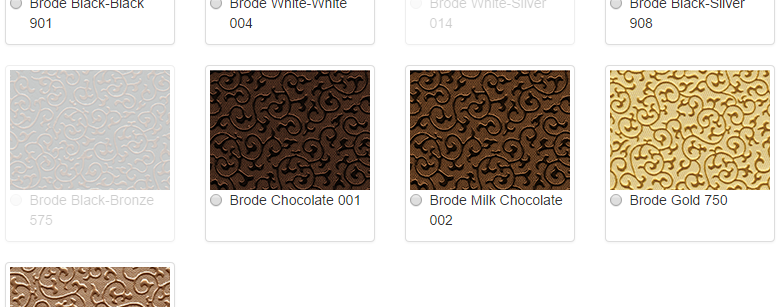 Brode Black-Black
901
Brode White-White
004
Brode White-Silver
014
Brode Black-Silver
908
Brode Black-Bronze
575
Brode Chocolate 001
Brode Milk Chocolate
002
Brode Gold 750